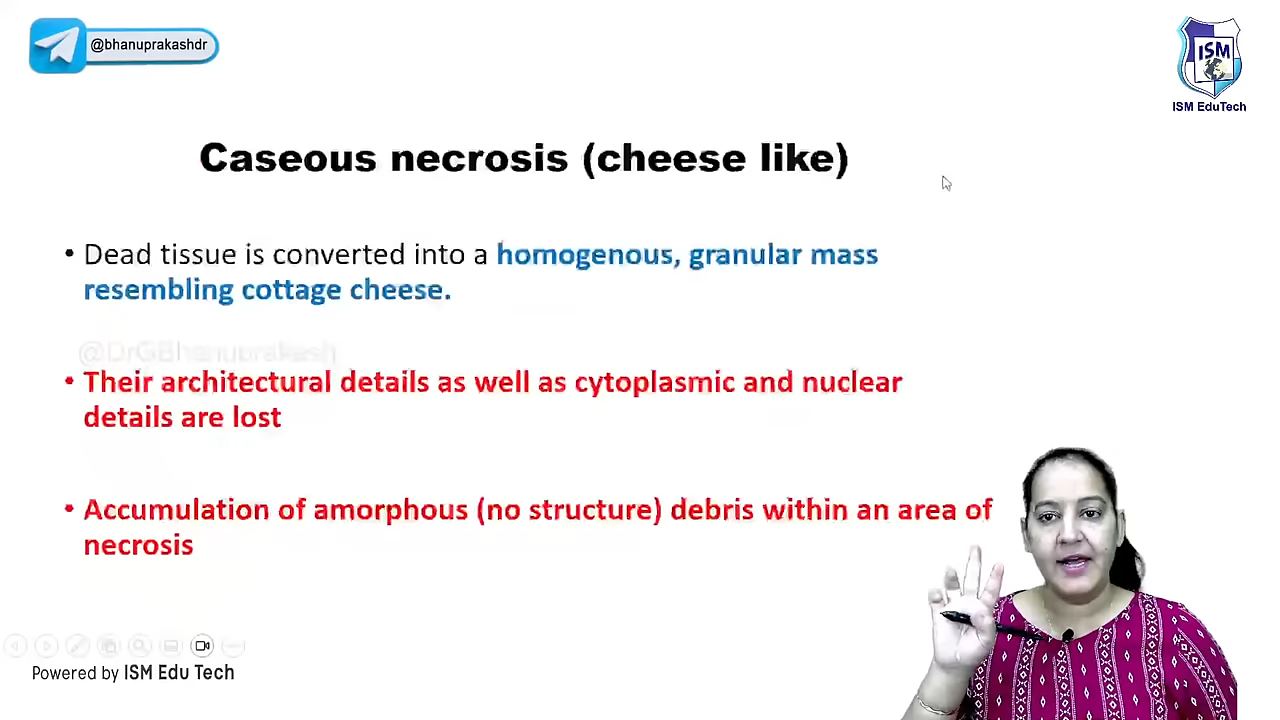 @bhanuprakashdr
ISM
ISM EduTech
Caseous necrosis (cheese like)
• Dead tissue is converted into a homogenous, granular mass
resembling cottage cheese.
@DrGBhanuprakash
• Their architectural details as well as cytoplasmic and nuclear
details are lost
• Accumulation of amorphous (no structure) debris within an area of
necrosis
Powered by ISM Edu Tech